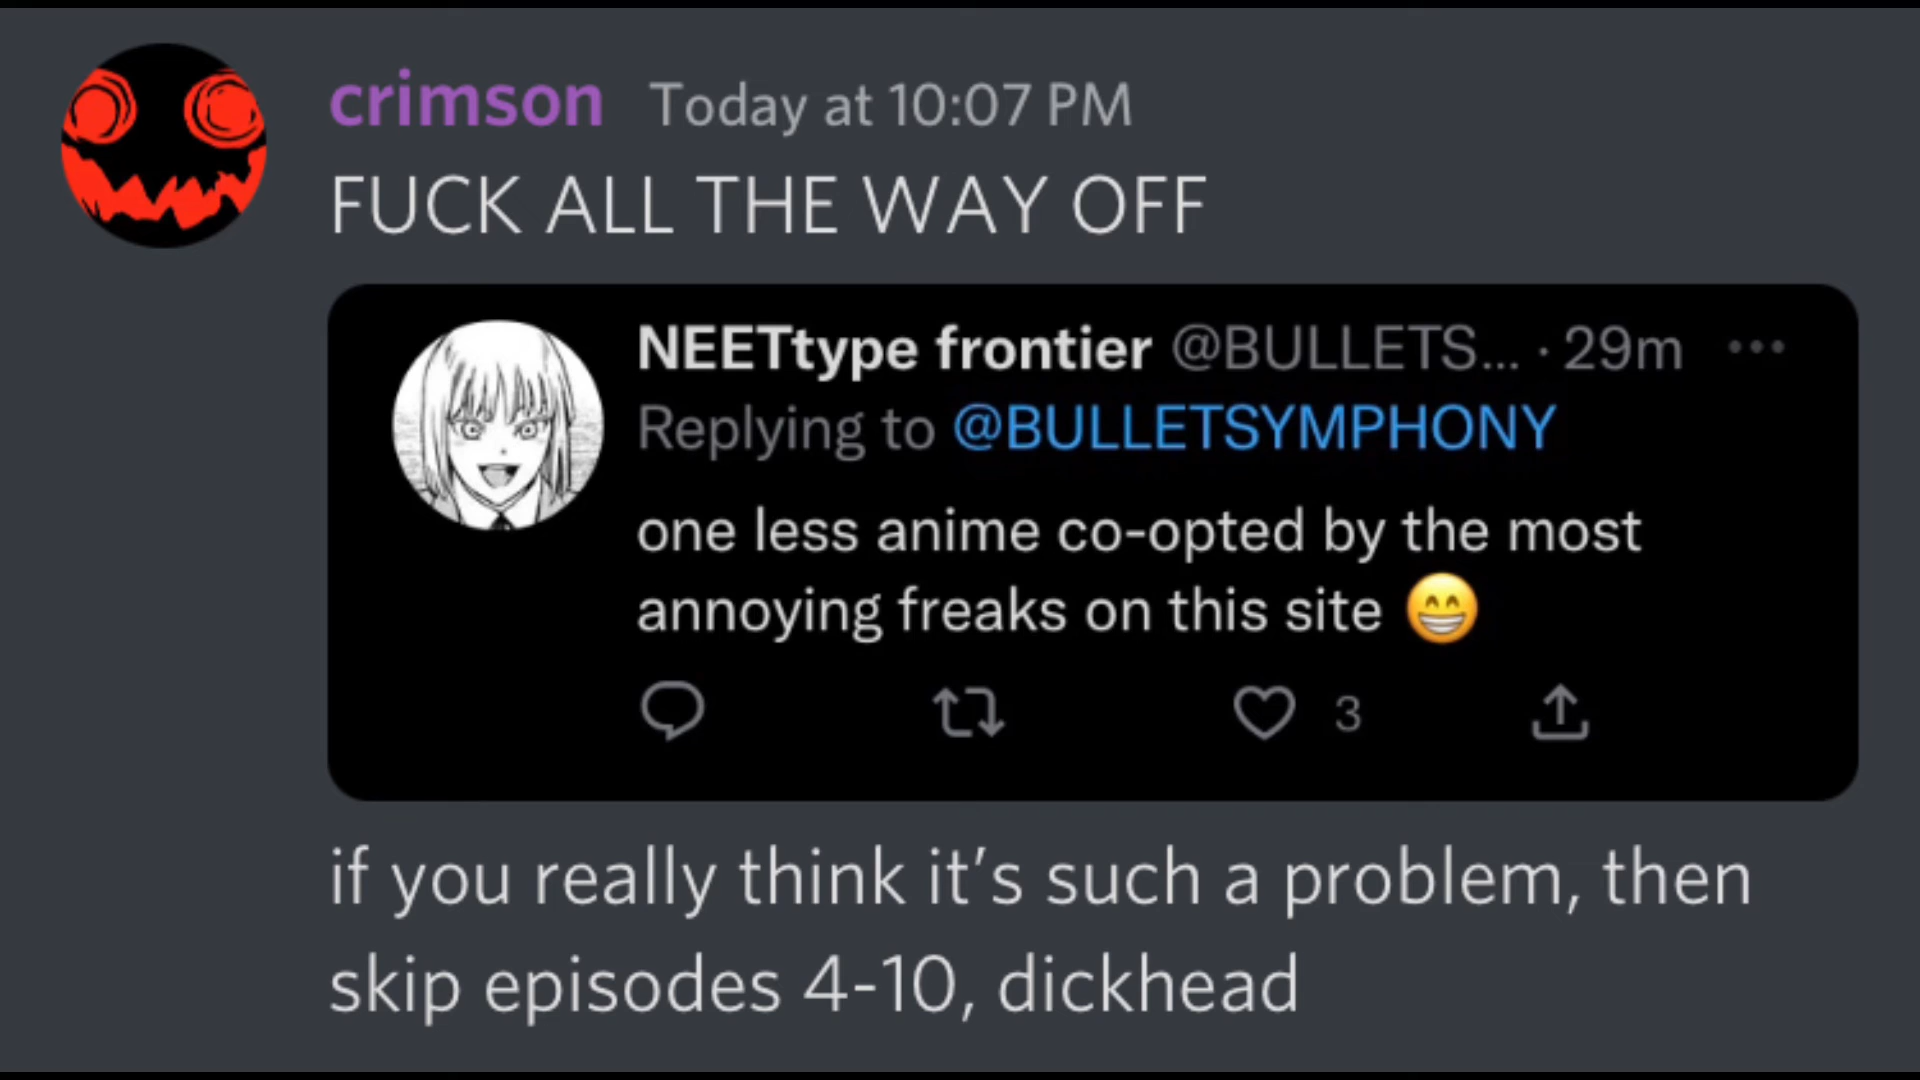 crimson Today at 10:07 PM
FUCK ALL THE WAY OFF
NEETtype frontier @BULLETS... · 29m ...
Replying to @BULLETSYMPHONY
one less anime co-opted by the most
annoying freaks on this site 😁
3
if you really think it's such a problem, then
skip episodes 4-10, dickhead